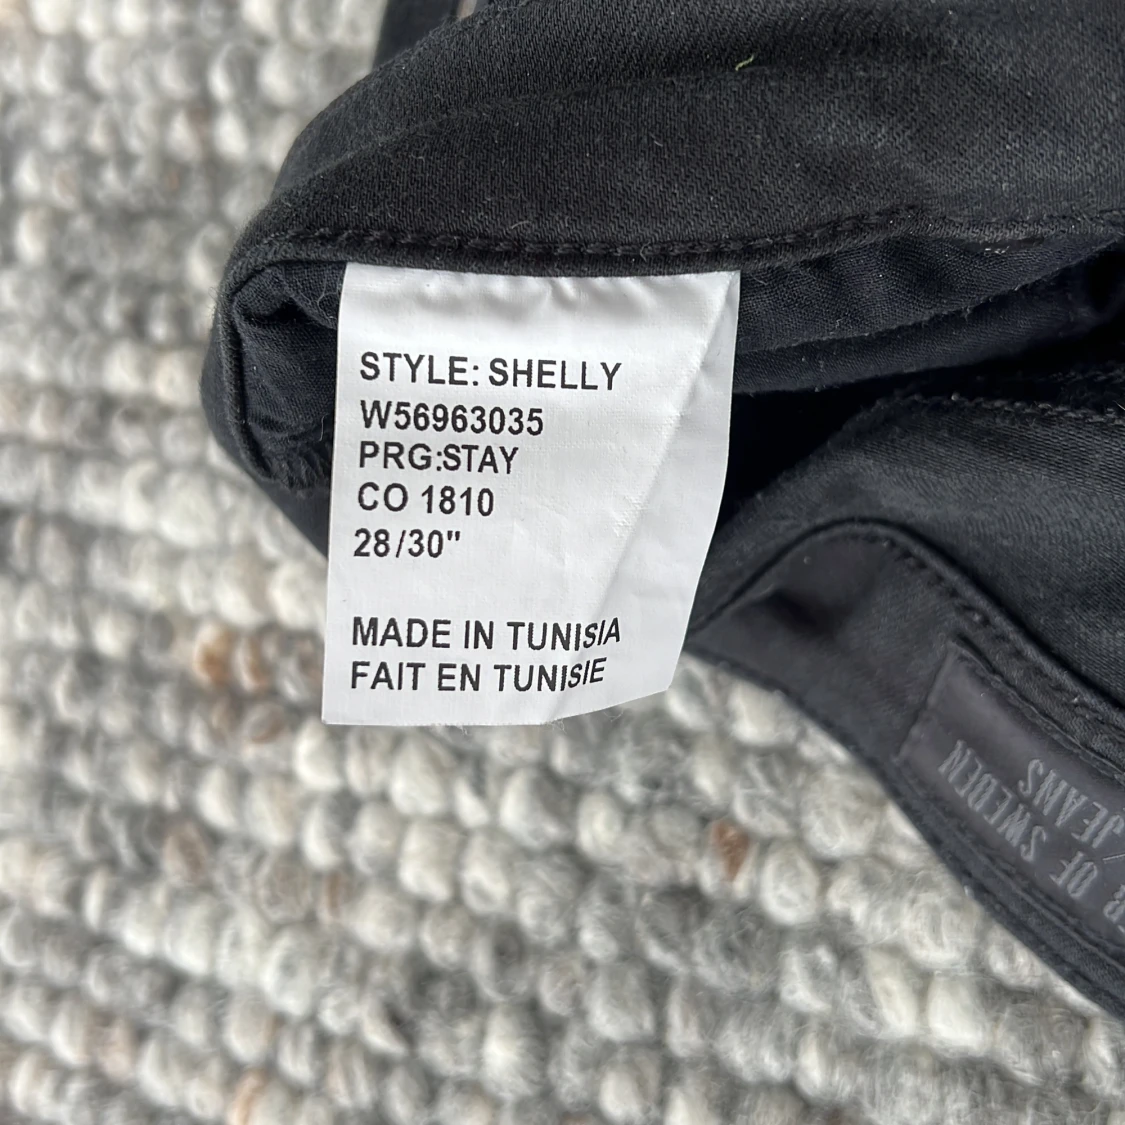 STYLE: SHELLY
W56963035
PRG:STAY
CO 1810
28/30"
MADE IN TUNISIA
FAIT EN TUNISIE
OF SWEDEN
JEANS